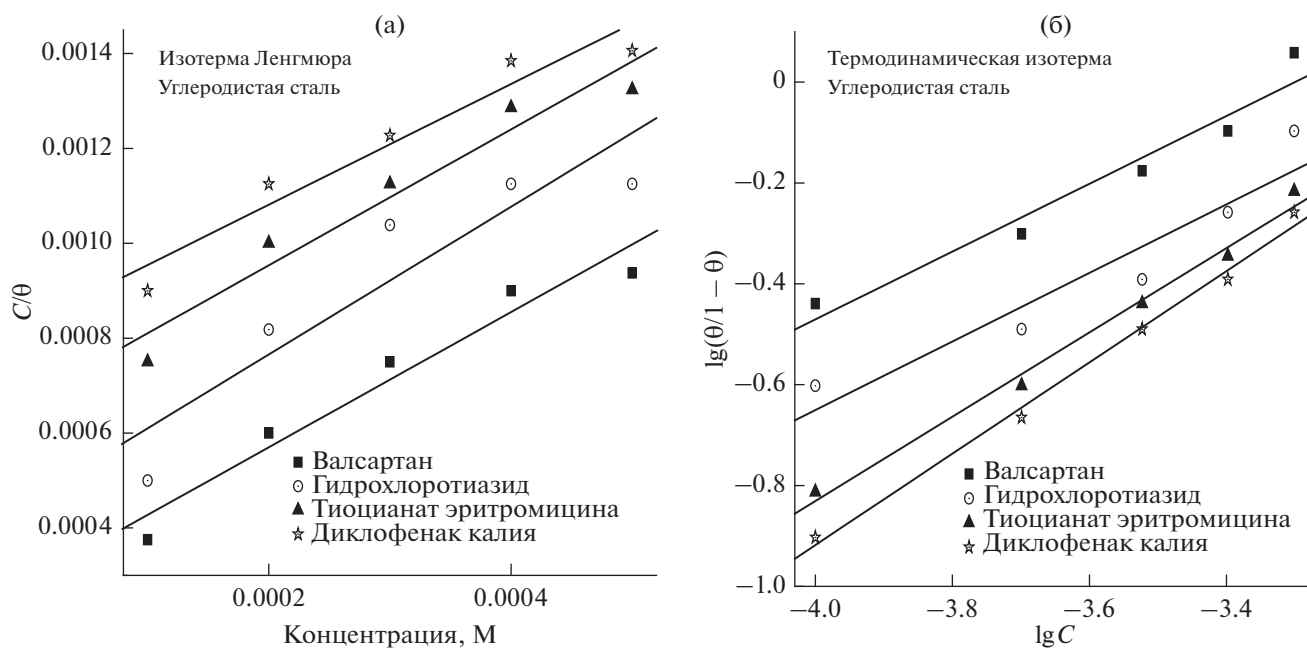 (а)
Изотерма Ленгмюра
Углеродистая сталь
0.0014
0.0012
0.0010
0.0008
0.0006
0.0004
C/θ
Валсартан
Гидрохлоротиазид
Тиоцианат эритромицина
Диклофенак калия
0.0002
0.0004
Концентрация, М
(б)
Термодинамическая изотерма
Углеродистая сталь
0
−0.2
−0.4
−0.6
−0.8
−1.0
lg(θ/1 − θ)
Валсартан
Гидрохлоротиазид
Тиоцианат эритромицина
Диклофенак калия
−4.0
−3.8
−3.6
−3.4
lgC